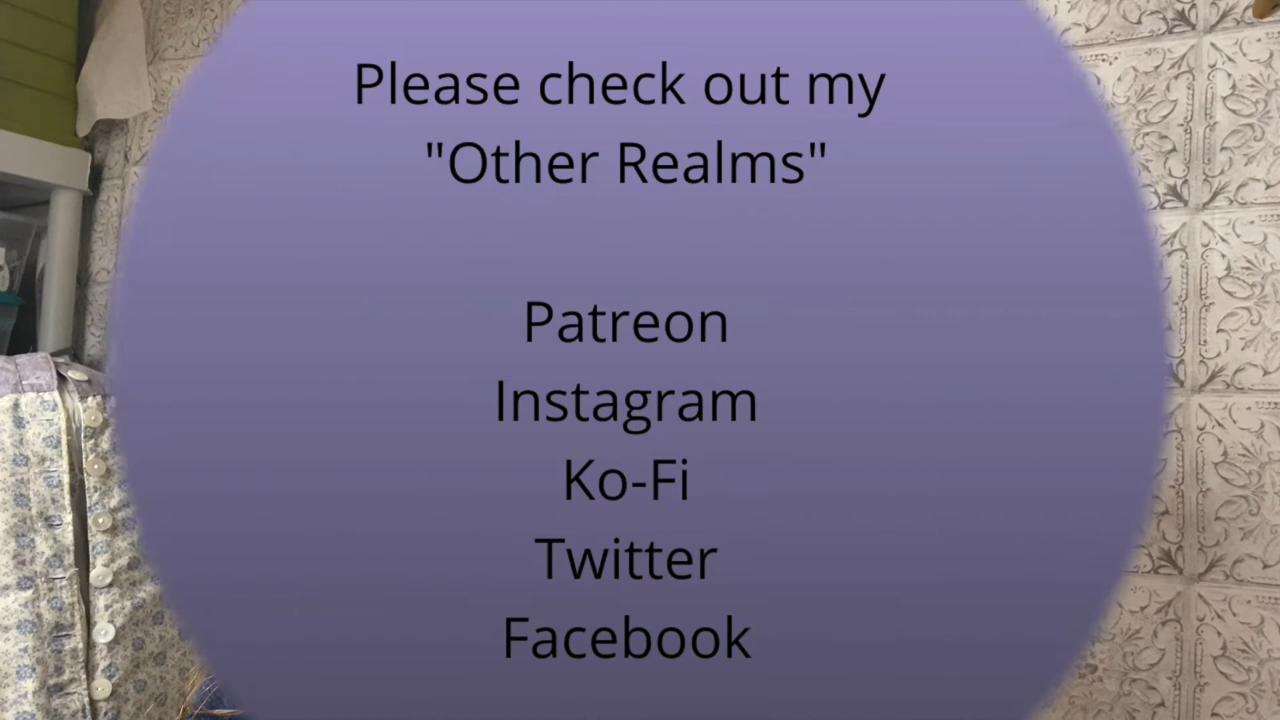 Please check out my
"Other Realms"
Patreon
Instagram
Ko-Fi
Twitter
Facebook